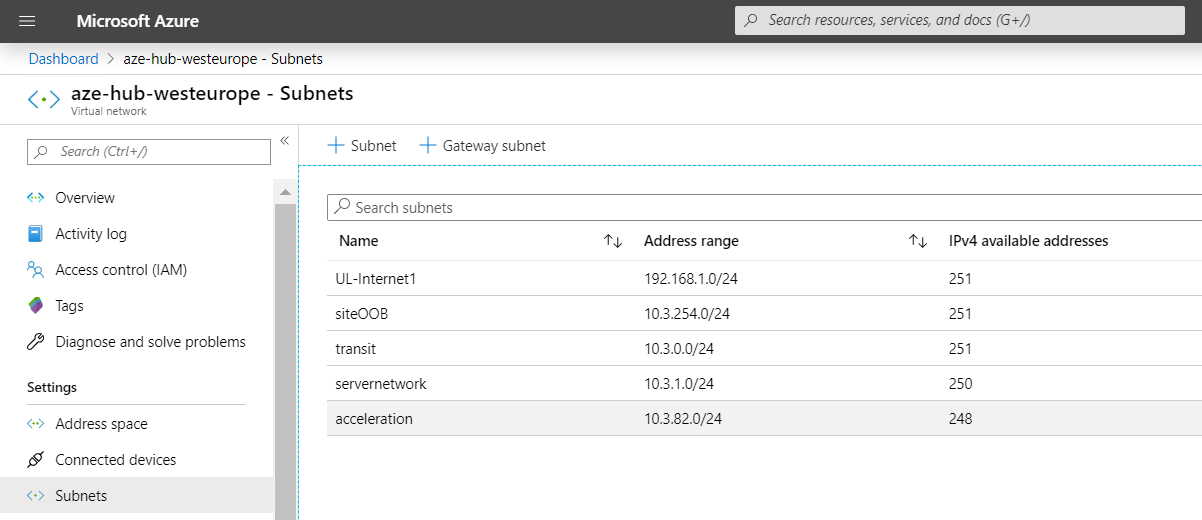 Microsoft Azure
Search resources, services, and docs (G+/)
Dashboard > aze-hub-westeurope - Subnets
aze-hub-westeurope - Subnets
Virtual network
Search (Ctrl+/)
«
Overview
Activity log
Access control (IAM)
Tags
Diagnose and solve problems
Settings
Address space
Connected devices
Subnets
+ Subnet + Gateway subnet
Search subnets
Name Address range IPv4 available addresses
UL-Internet1 192.168.1.0/24 251
siteOOB 10.3.254.0/24 251
transit 10.3.0.0/24 251
servernetwork 10.3.1.0/24 250
acceleration 10.3.82.0/24 248